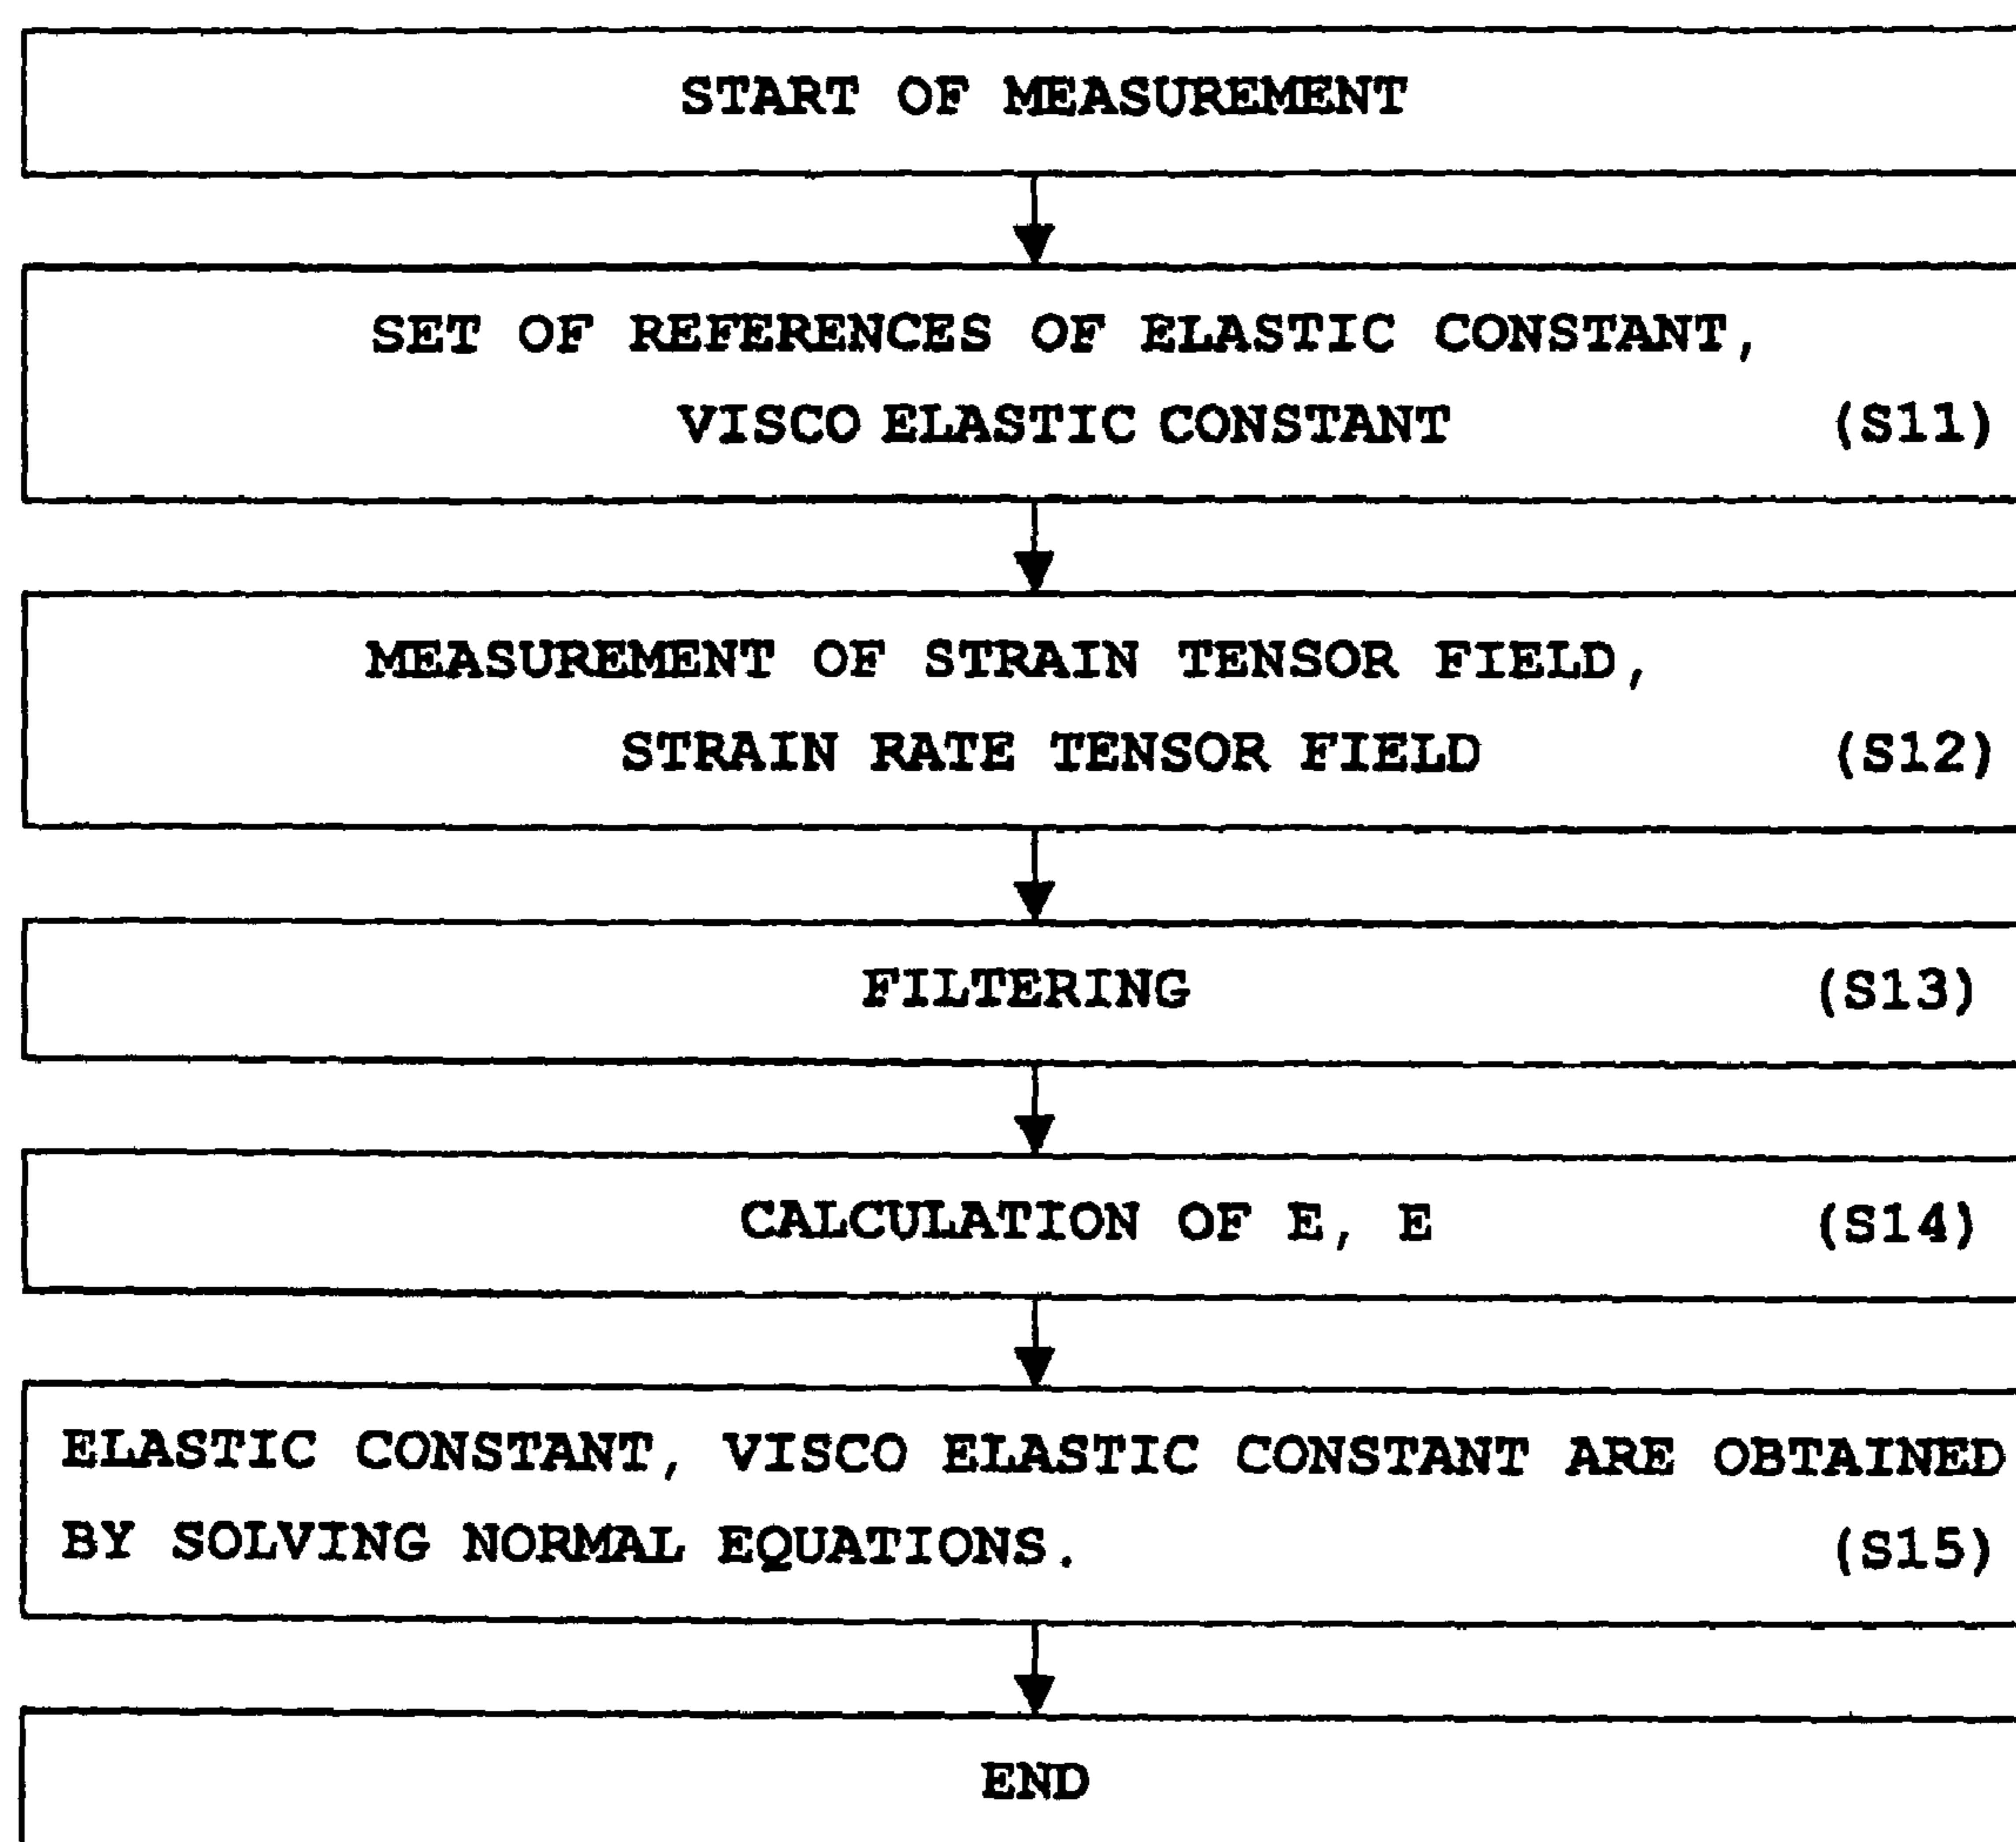 START OF MEASUREMENT
SET OF REFERENCES OF ELASTIC CONSTANT,
VISCO ELASTIC CONSTANT (S11)
MEASUREMENT OF STRAIN TENSOR FIELD,
STRAIN RATE TENSOR FIELD (S12)
FILTERING (S13)
CALCULATION OF E, E (S14)
ELASTIC CONSTANT, VISCO ELASTIC CONSTANT ARE OBTAINED
BY SOLVING NORMAL EQUATIONS. (S15)
END